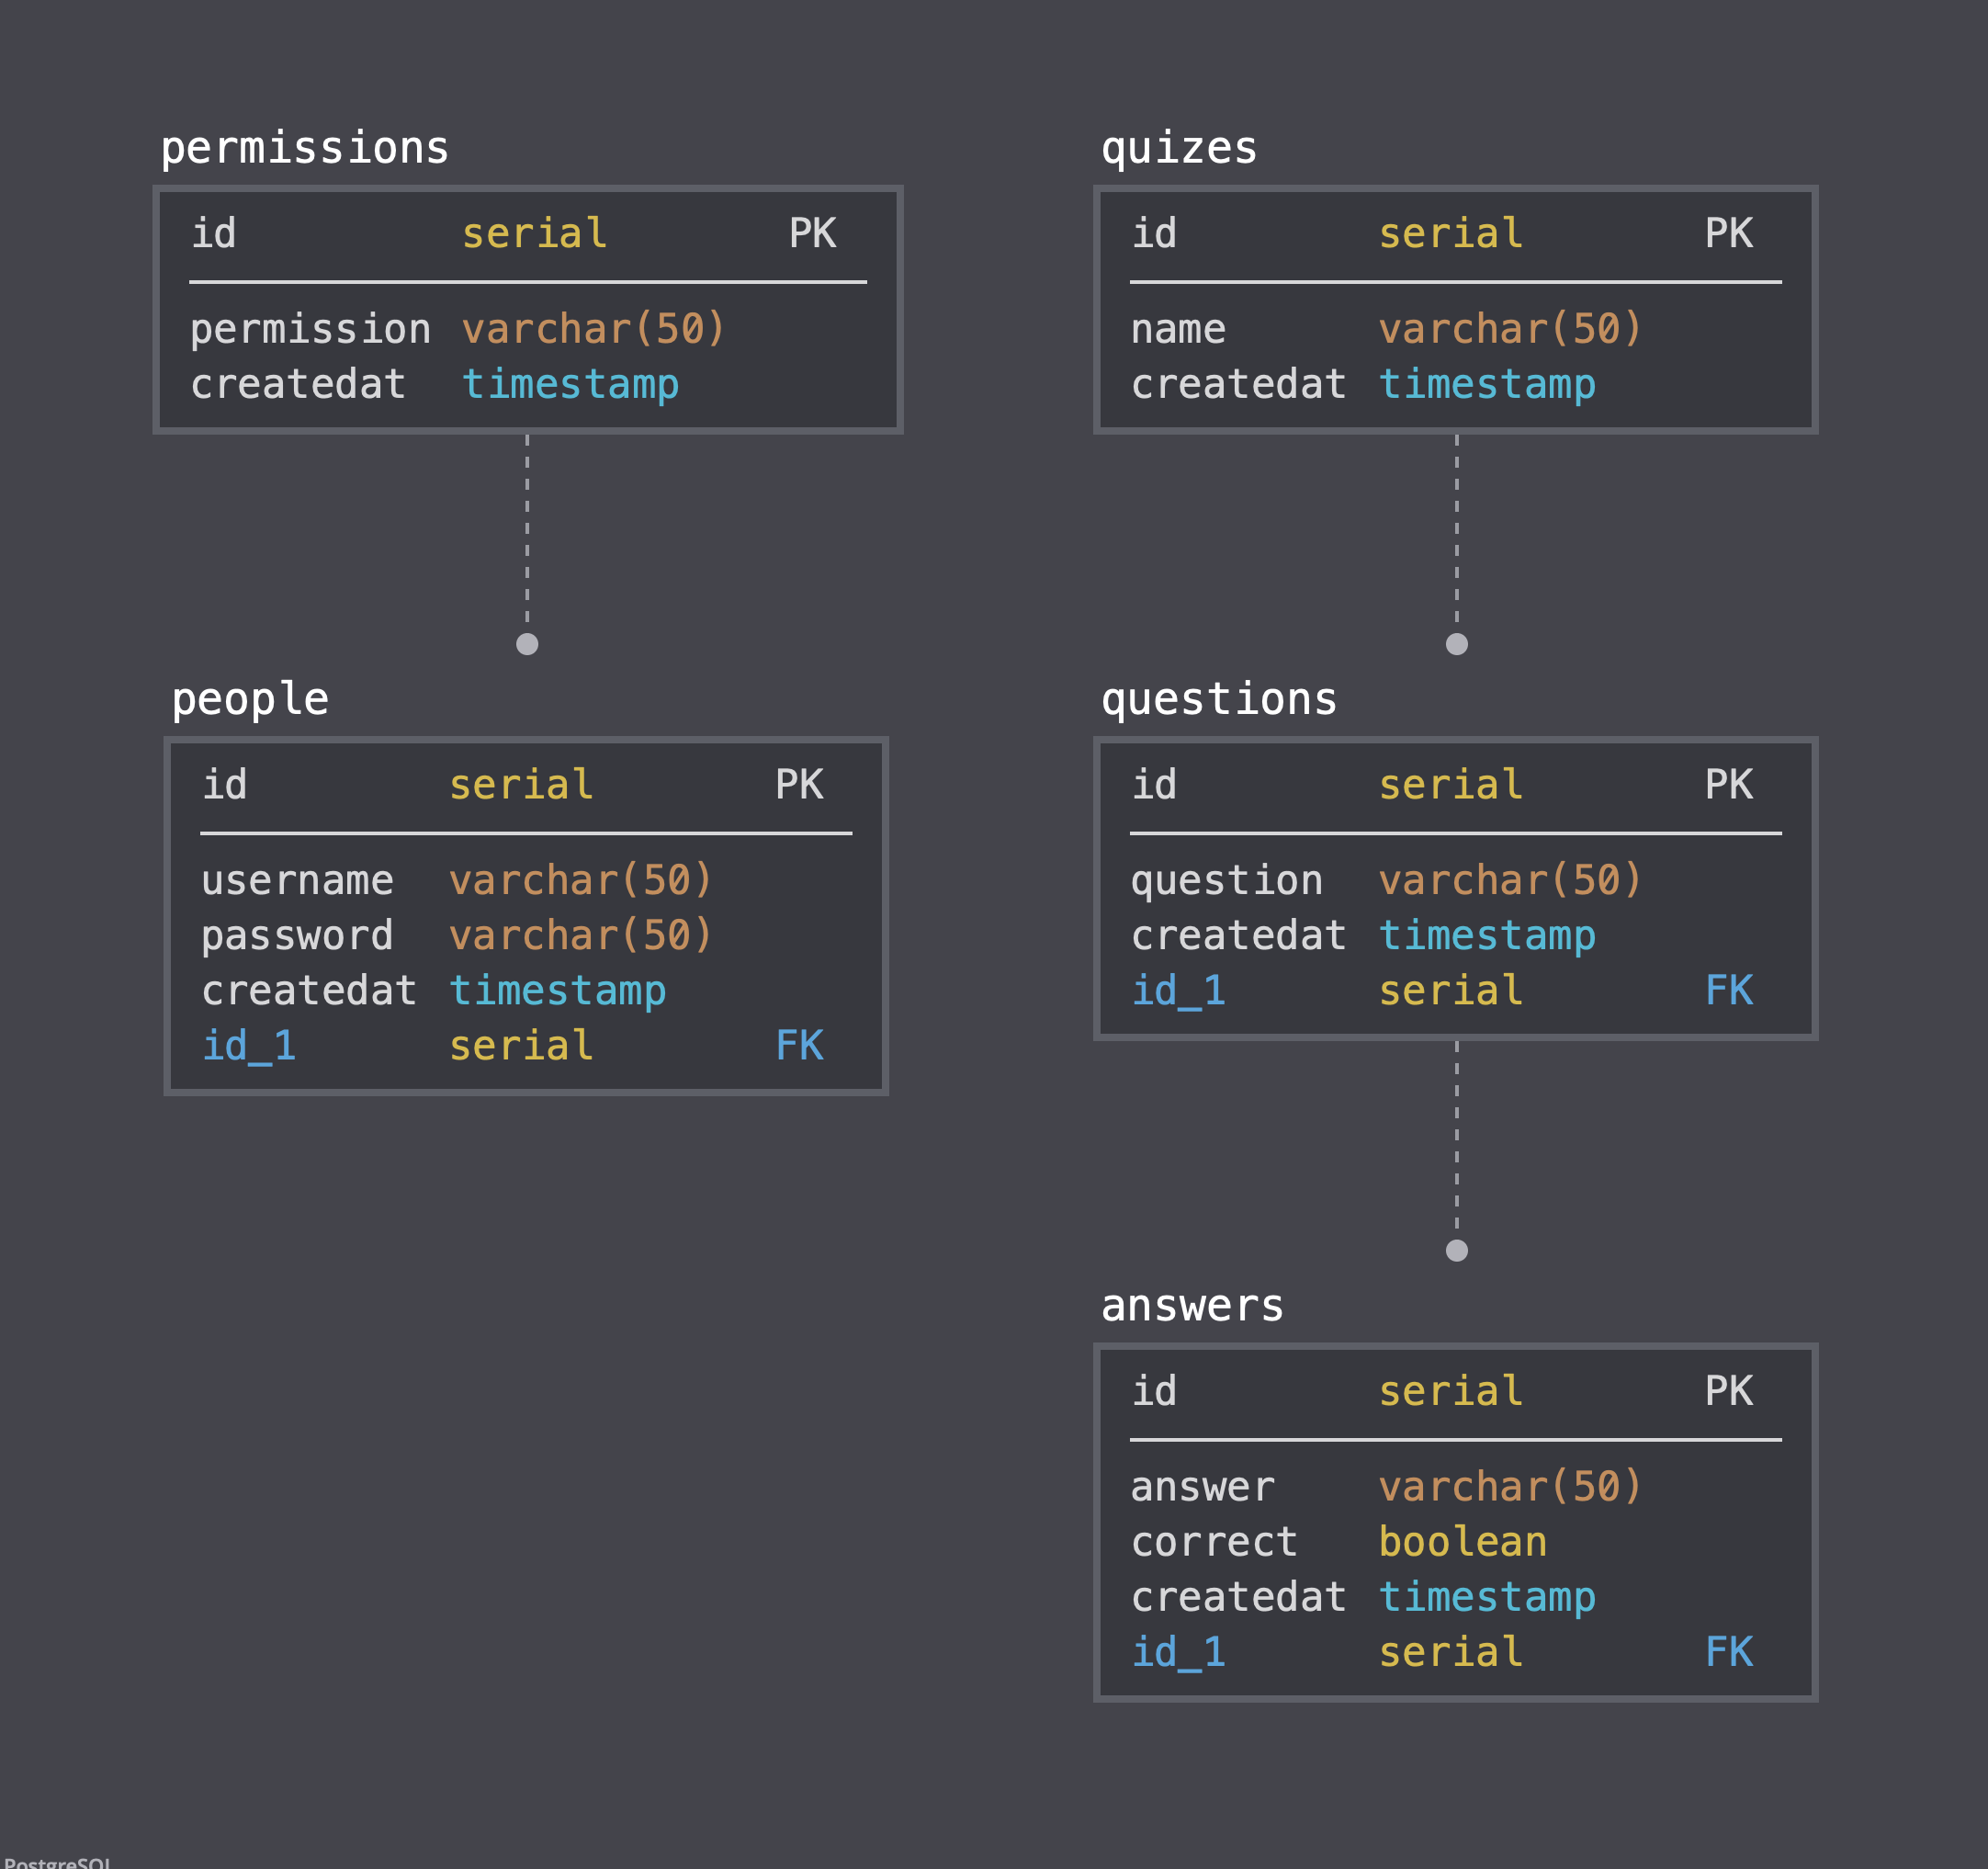 permissions
id serial PK
permission varchar(50)
createdat timestamp
quizes
id serial PK
name varchar(50)
createdat timestamp
people
id serial PK
username varchar(50)
password varchar(50)
createdat timestamp
id_1 serial FK
questions
id serial PK
question varchar(50)
createdat timestamp
id_1 serial FK
answers
id serial PK
answer varchar(50)
correct boolean
createdat timestamp
id_1 serial FK
PostgreSQL